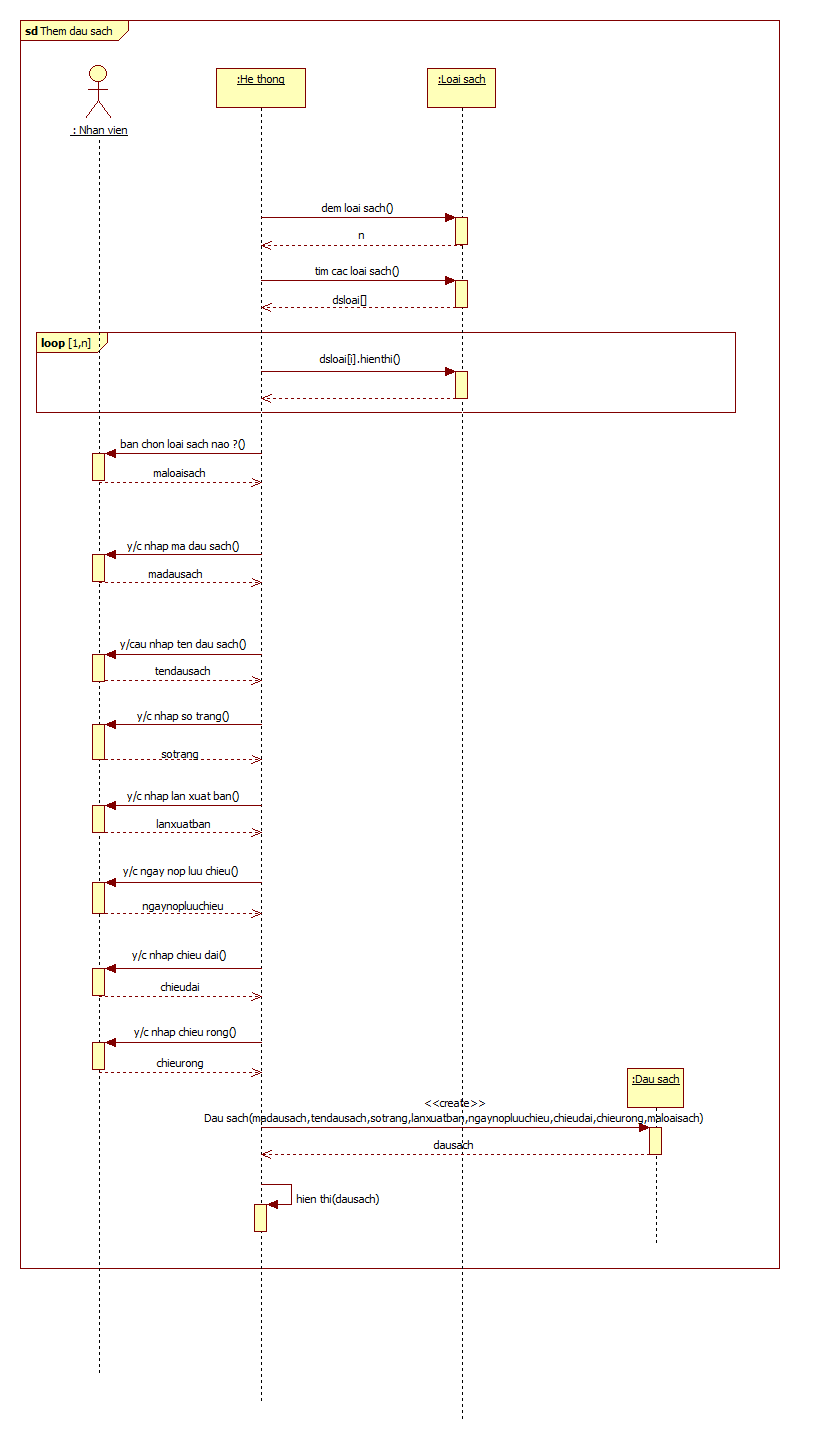 sd Them dau sach
: Nhan vien
:He thong
:Loai sach
dem loai sach()
n
tim cac loai sach()
dsloai[]
loop [1,n]
dsloai[i].hienthi()
ban chon loai sach nao ?()
maloaisach
y/c nhap ma dau sach()
madausach
y/cau nhap ten dau sach()
tendausach
y/c nhap so trang()
sotrang
y/c nhap lan xuat ban()
lanxuatban
y/c ngay nop luu chieu()
ngaynopluuchieu
y/c nhap chieu dai()
chieudai
y/c nhap chieu rong()
chieurong
:Dau sach
<<create>>
Dau sach(madausach,tendausach,sotrang,lanxuatban,ngaynopluuchieu,chieudai,chieurong,maloaisach)
dausach
hien thi(dausach)